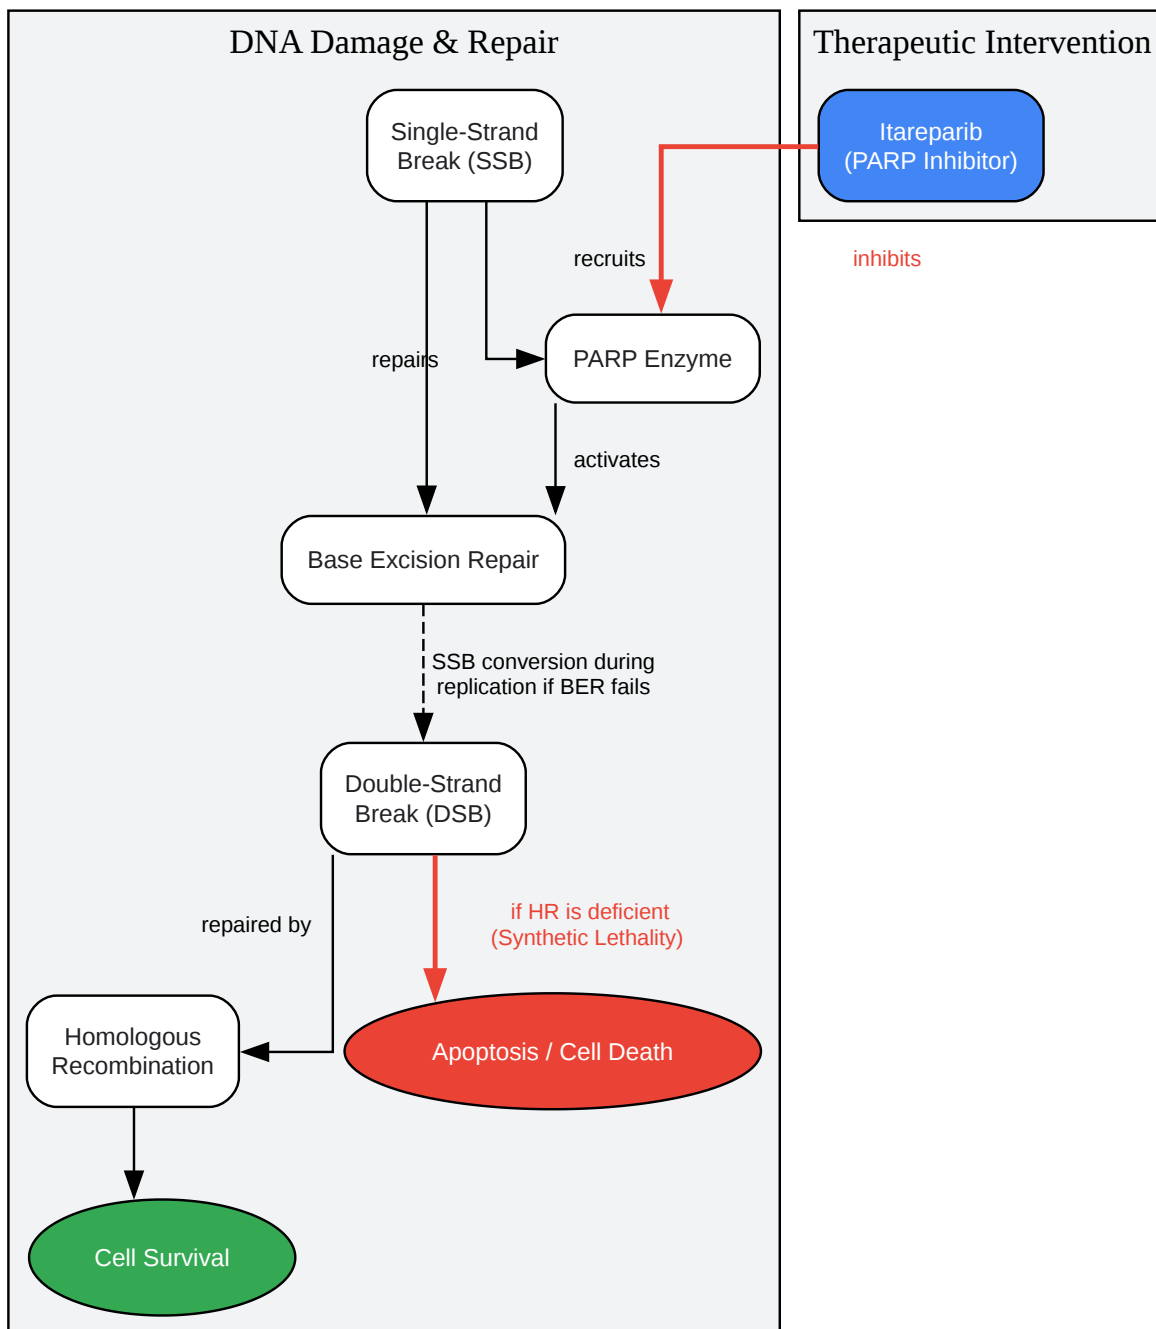 DNA Damage & Repair
Therapeutic Intervention
Single-Strand
Break (SSB)
Itareparib
(PARP Inhibitor)
recruits
inhibits
repairs
PARP Enzyme
activates
Base Excision Repair
SSB conversion during
replication if BER fails
Double-Strand
Break (DSB)
repaired by
if HR is deficient
(Synthetic Lethality)
Homologous
Recombination
Apoptosis / Cell Death
Cell Survival